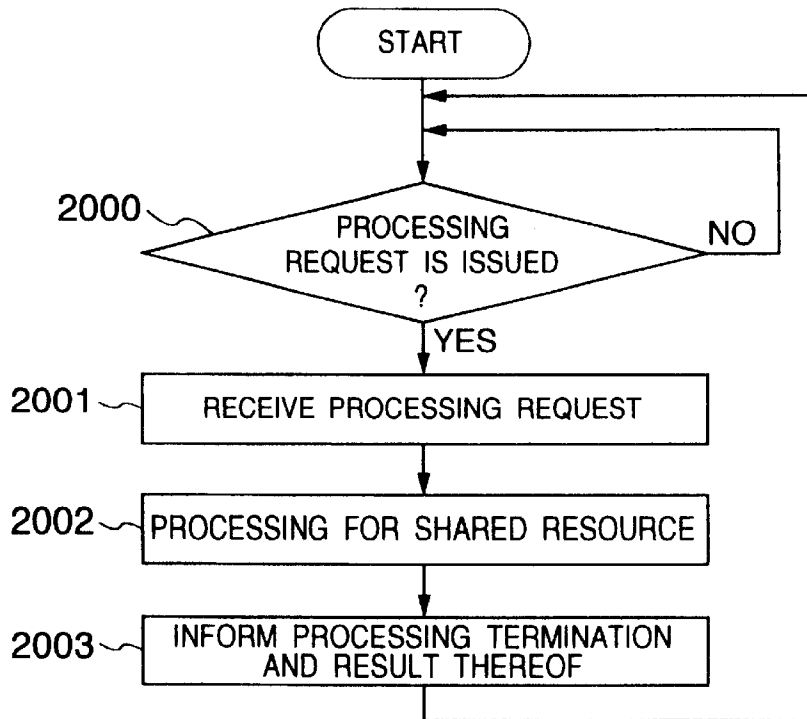 START
2000
PROCESSING
REQUEST IS ISSUED
?
NO
YES
2001
RECEIVE PROCESSING REQUEST
2002
PROCESSING FOR SHARED RESOURCE
2003
INFORM PROCESSING TERMINATION
AND RESULT THEREOF